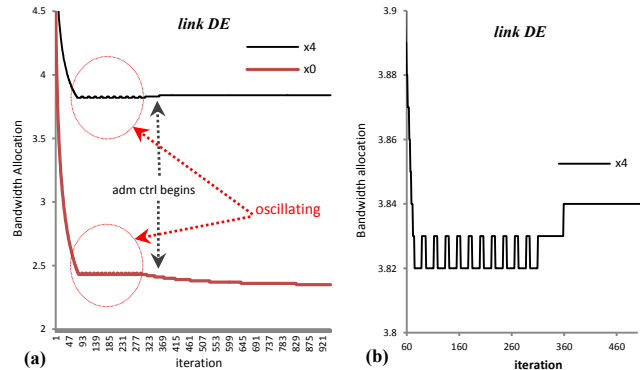 link DE
4.5
4
3.5
3
2.5
2
Bandwidth Allocation
x4
x0
adm ctrl begins
oscillating
1 47 93 139 185 231 277 323 369 415 461 507 553 599 645 691 737 783 829 875 921
iteration
(a)
link DE
3.9
3.88
3.86
3.84
3.82
3.8
Bandwidth allocation
x4
60 160 260 360 460
iteration
(b)